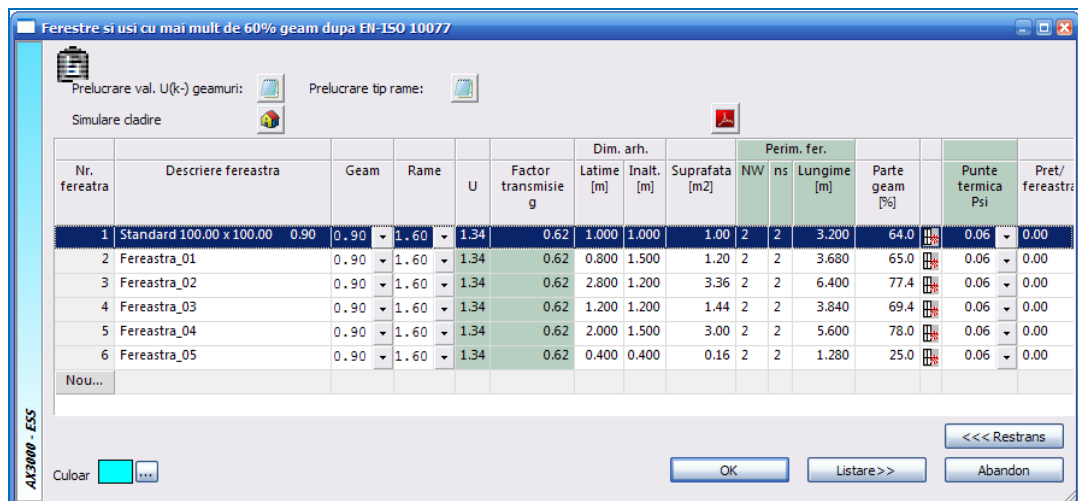 Ferestre si usi cu mai mult de 60% geam dupa EN-ISO 10077
Prelucrare val. U(k-) geamuri: Prelucrare tip rame:
Simulare cladire
Dim. arh. Perim. fer.
Nr. fereatra Descriere fereastra Geam Rame U Factor transmisie g Latime [m] Inalt. [m] Suprafata [m2] NW ns Lungime [m] Parte geam [%] Punte termica Psi Pret/ fereastra
1 Standard 100.00 x 100.00 0.90 0.90 1.60 1.34 0.62 1.000 1.000 1.00 2 2 3.200 64.0 0.06 0.00
2 Fereastra_01 0.90 1.60 1.34 0.62 0.800 1.500 1.20 2 2 3.680 65.0 0.06 0.00
3 Fereastra_02 0.90 1.60 1.34 0.62 2.800 1.200 3.36 2 2 6.400 77.4 0.06 0.00
4 Fereastra_03 0.90 1.60 1.34 0.62 1.200 1.200 1.44 2 2 3.840 69.4 0.06 0.00
5 Fereastra_04 0.90 1.60 1.34 0.62 2.000 1.500 3.00 2 2 5.600 78.0 0.06 0.00
6 Fereastra_05 0.90 1.60 1.34 0.62 0.400 0.400 0.16 2 2 1.280 25.0 0.06 0.00
Nou...
<<< Restrans
Culoar ... OK Listare>> Abandon
AX3000 - ESS